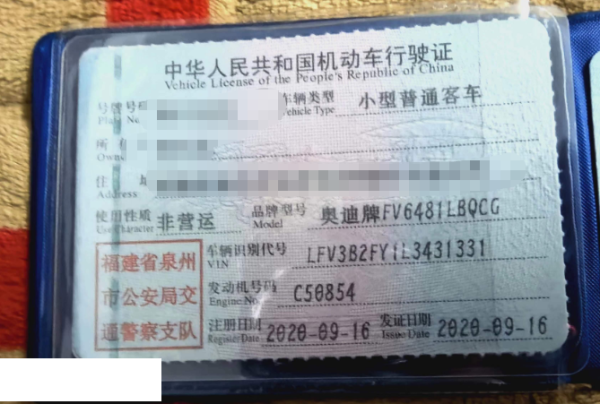 中华人民共和国机动车行驶证
Vehicle License of the People's Republic of China
号牌号码 车辆类型 小型普通客车
Plate No. Vehicle Type
所
Owner
住
Address
使用性质 非营运 品牌型号 奥迪牌FV6481LBQCG
Use Character Model
福建省泉州
市公安局交
通警察支队
车辆识别代号 LFV3B2FY1L3431331
VIN
发动机号码 C50854
Engine No.
注册日期 2020-09-16 发证日期 2020-09-16
Register Date Issue Date